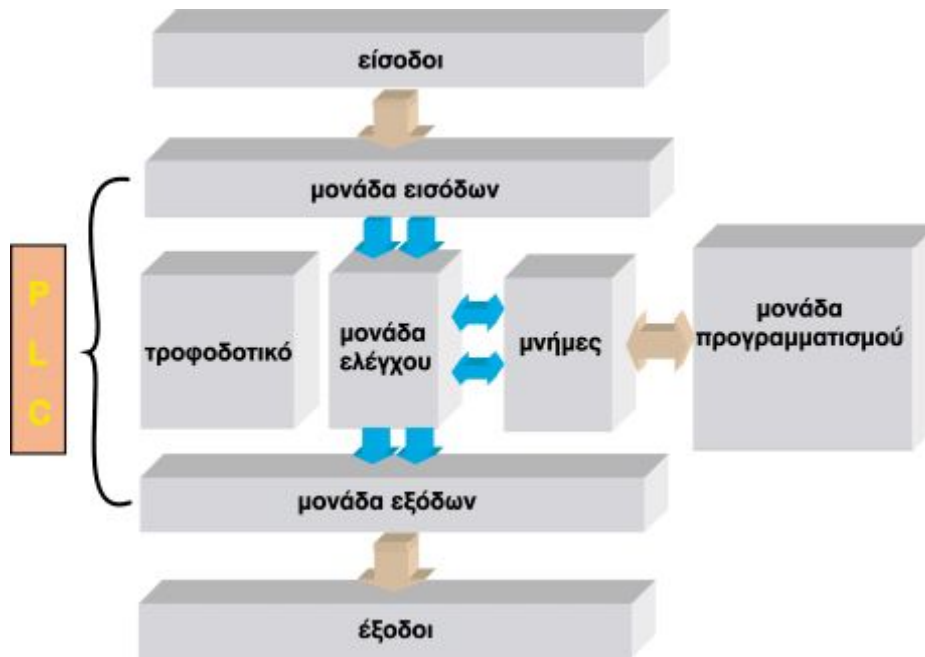 είσοδοι
μονάδα εισόδων
P
L
C
τροφοδοτικό
μονάδα
ελέγχου
μνήμες
μονάδα
προγραμματισμού
μονάδα εξόδων
έξοδοι